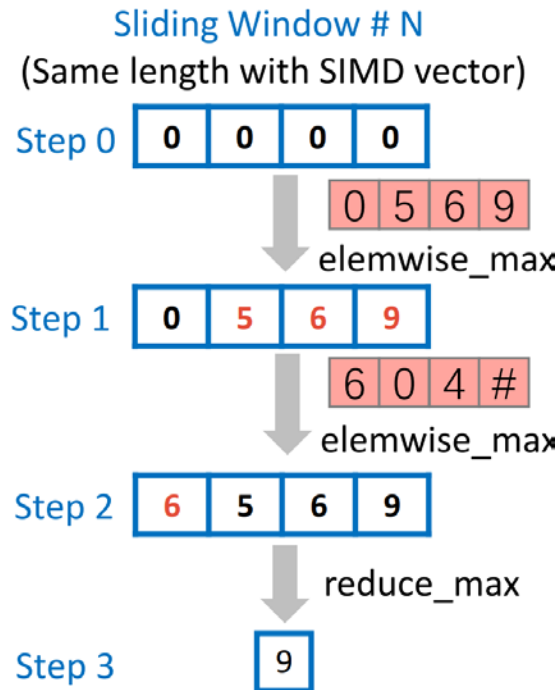 Sliding Window # N
(Same length with SIMD vector)
Step 0 0 0 0 0
0 5 6 9
elemwise_max
Step 1 0 5 6 9
6 0 4 #
elemwise_max
Step 2 6 5 6 9
reduce_max
Step 3 9